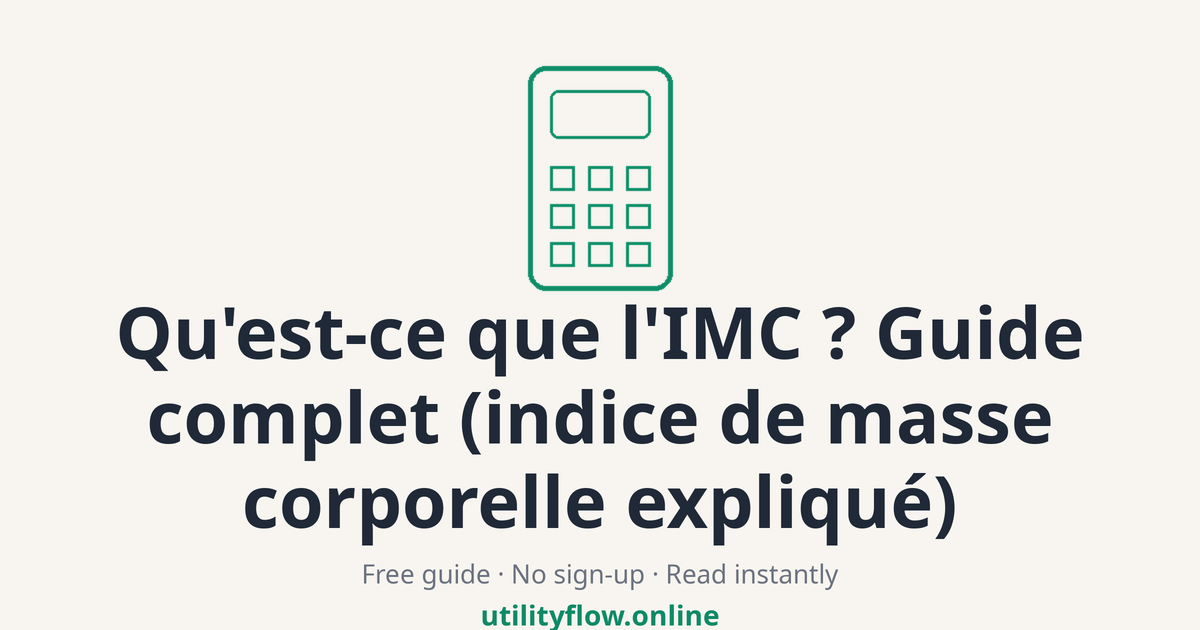 Qu'est-ce que l'IMC ? Guide
complet (indice de masse
corporelle expliqué)
Free guide · No sign-up · Read instantly
utilityflow.online